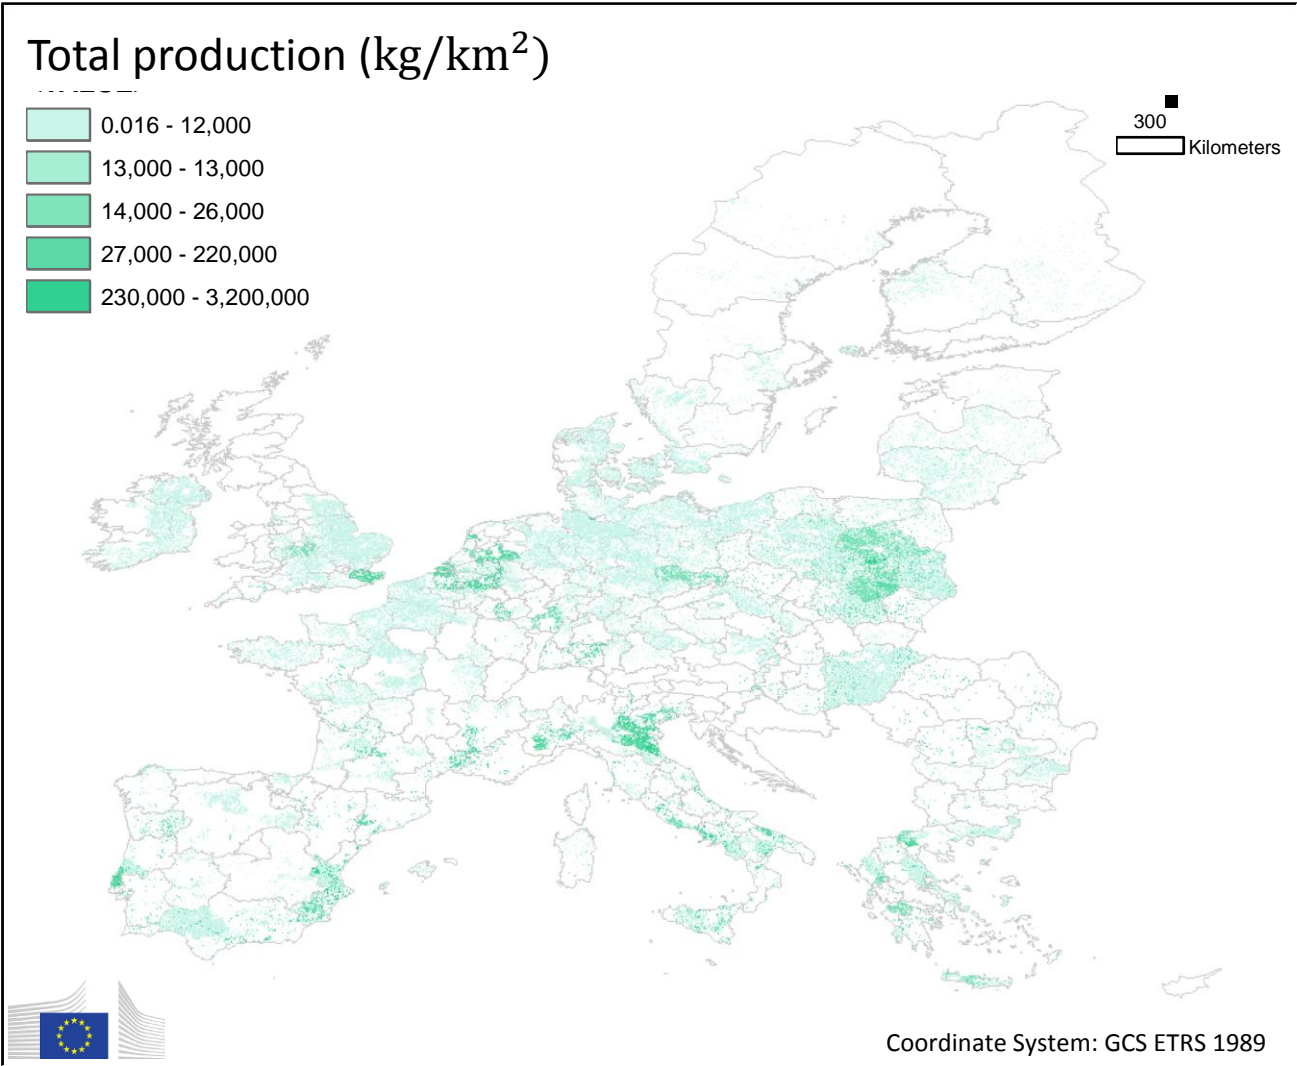 Total production (kg/km²)
0.016 - 12,000
13,000 - 13,000
14,000 - 26,000
27,000 - 220,000
230,000 - 3,200,000
300
Kilometers
Coordinate System: GCS ETRS 1989